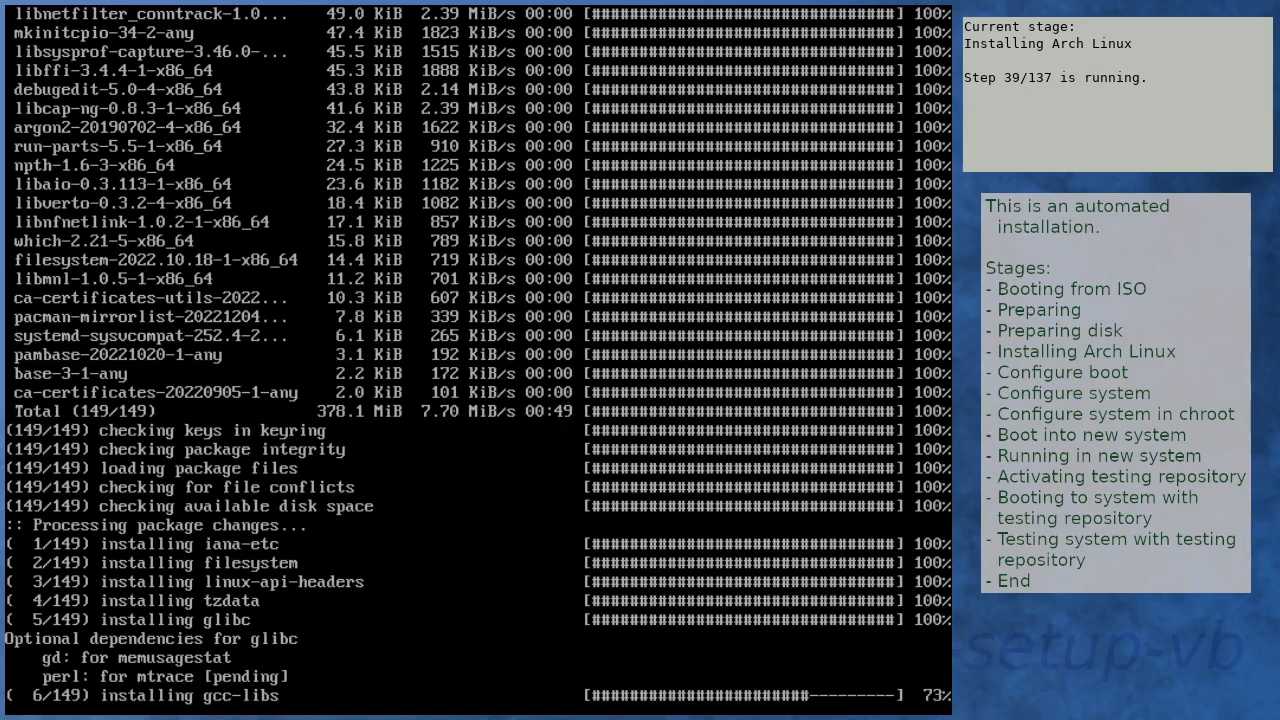 libnetfilter_conntrack-1.0... 49.0 KiB 2.39 MiB/s 00:00 [################################] 100%
mkinitcpio-34-2-any 47.4 KiB 1823 KiB/s 00:00 [################################] 100%
libsysprof-capture-3.46.0-... 45.5 KiB 1515 KiB/s 00:00 [################################] 100%
libffi-3.4.4-1-x86_64 45.3 KiB 1888 KiB/s 00:00 [################################] 100%
debugedit-5.0-4-x86_64 43.8 KiB 2.14 MiB/s 00:00 [################################] 100%
libcap-ng-0.8.3-1-x86_64 41.6 KiB 2.39 MiB/s 00:00 [################################] 100%
argon2-20190702-4-x86_64 32.4 KiB 1622 KiB/s 00:00 [################################] 100%
run-parts-5.5-1-x86_64 27.3 KiB 910 KiB/s 00:00 [################################] 100%
npth-1.6-3-x86_64 24.5 KiB 1225 KiB/s 00:00 [################################] 100%
libaio-0.3.113-1-x86_64 23.6 KiB 1182 KiB/s 00:00 [################################] 100%
libverto-0.3.2-4-x86_64 18.4 KiB 1082 KiB/s 00:00 [################################] 100%
libnfnetlink-1.0.2-1-x86_64 17.1 KiB 857 KiB/s 00:00 [################################] 100%
which-2.21-5-x86_64 15.8 KiB 789 KiB/s 00:00 [################################] 100%
filesystem-2022.10.18-1-x86_64 14.4 KiB 719 KiB/s 00:00 [################################] 100%
libmnl-1.0.5-1-x86_64 11.2 KiB 701 KiB/s 00:00 [################################] 100%
ca-certificates-utils-2022... 10.3 KiB 607 KiB/s 00:00 [################################] 100%
pacman-mirrorlist-20221204... 7.8 KiB 339 KiB/s 00:00 [################################] 100%
systemd-sysvcompat-252.4-2... 6.1 KiB 265 KiB/s 00:00 [################################] 100%
pambase-20221020-1-any 3.1 KiB 192 KiB/s 00:00 [################################] 100%
base-3-1-any 2.2 KiB 172 KiB/s 00:00 [################################] 100%
ca-certificates-20220905-1-any 2.0 KiB 101 KiB/s 00:00 [################################] 100%
Total (149/149) 378.1 MiB 7.70 MiB/s 00:49 [################################] 100%
(149/149) checking keys in keyring [################################] 100%
(149/149) checking package integrity [################################] 100%
(149/149) loading package files [################################] 100%
(149/149) checking for file conflicts [################################] 100%
(149/149) checking available disk space [################################] 100%
:: Processing package changes...
( 1/149) installing iana-etc [################################] 100%
( 2/149) installing filesystem [################################] 100%
( 3/149) installing linux-api-headers [################################] 100%
( 4/149) installing tzdata [################################] 100%
( 5/149) installing glibc [################################] 100%
Optional dependencies for glibc
gd: for memusagestat
perl: for mtrace [pending]
( 6/149) installing gcc-libs [#######################---------] 73%
Current stage:
Installing Arch Linux
Step 39/137 is running.
This is an automated
installation.
Stages:
- Booting from ISO
- Preparing
- Preparing disk
- Installing Arch Linux
- Configure boot
- Configure system
- Configure system in chroot
- Boot into new system
- Running in new system
- Activating testing repository
- Booting to system with
testing repository
- Testing system with testing
repository
- End
setup-vb